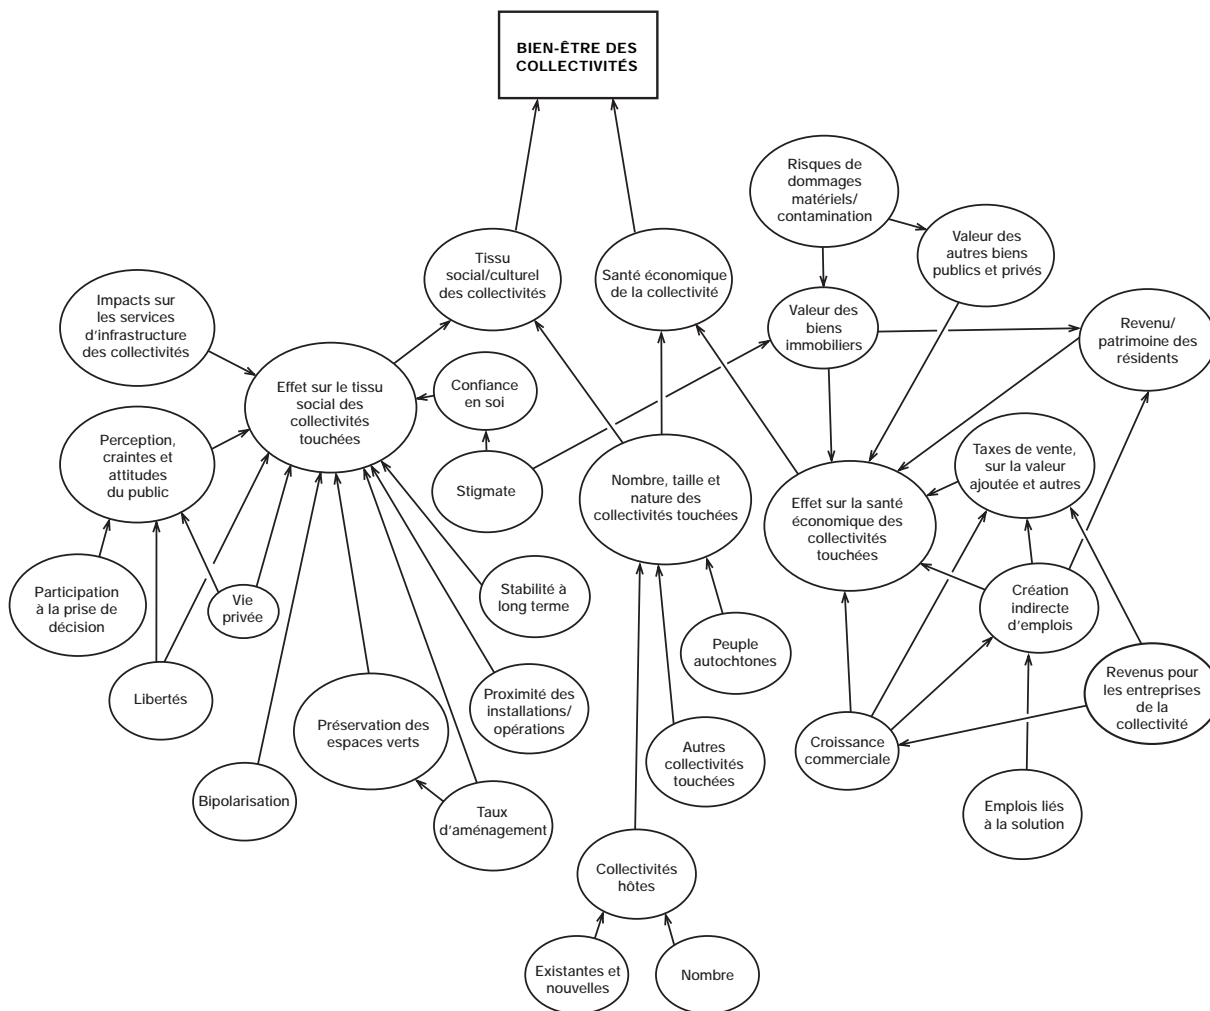 BIEN-ÊTRE DES
COLLECTIVITÉS
Risques de
dommages
matériels/
contamination
Valeur des
autres biens
publics et privés
Tissu
social/culturel
des collectivités
Santé économique
de la collectivité
Impacts sur
les services
d'infrastructure
des collectivités
Valeur des
biens
immobiliers
Revenu/
patrimoine des
résidents
Effet sur le tissu
social des
collectivités
touchées
Confiance
en soi
Perception,
craintes et
attitudes
du public
Stigmate
Nombre, taille et
nature des
collectivités touchées
Taxes de vente,
sur la valeur
ajoutée et autres
Effet sur la santé
économique des
collectivités
touchées
Participation
à la prise de
décision
Vie
privée
Stabilité à
long terme
Création
indirecte
d'emplois
Peuple
autochtones
Libertés
Préservation des
espaces verts
Proximité des
installations/
opérations
Revenus pour
les entreprises
de la
collectivité
Autres
collectivités
touchées
Croissance
commerciale
Bipolarisation
Taux
d'aménagement
Emplois liés
à la solution
Collectivités
hôtes
Existantes et
nouvelles
Nombre